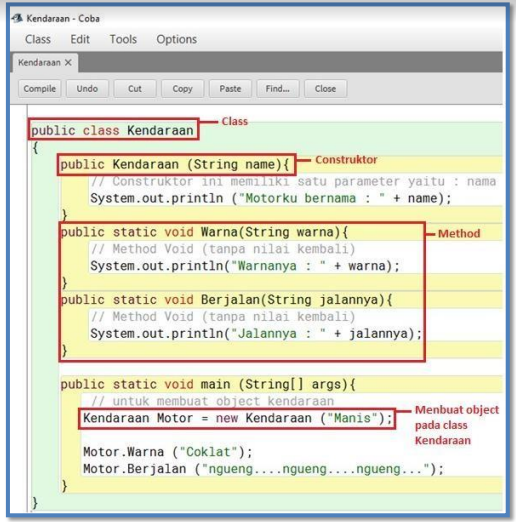 Kendaraan - Coba
Class Edit Tools Options
Kendaraan X
Compile Undo Cut Copy Paste Find... Close
public class Kendaraan
Class
{
public Kendaraan (String name){
Construktor
// Construktor ini memiliki satu parameter yaitu : nama
System.out.println ("Motorku bernama : " + name);
}
public static void Warna(String warna){
Method
// Method Void (tanpa nilai kembali)
System.out.println("Warnanya : " + warna);
}
public static void Berjalan(String jalannya){
// Method Void (tanpa nilai kembali)
System.out.println("Jalannya : " + jalannya);
}
public static void main (String[] args){
// untuk membuat object kendaraan
Kendaraan Motor = new Kendaraan ("Manis");
Menbuat object
pada class
Kendaraan
Motor.Warna ("Coklat");
Motor.Berjalan ("ngueng....ngueng....ngueng...");
}
}